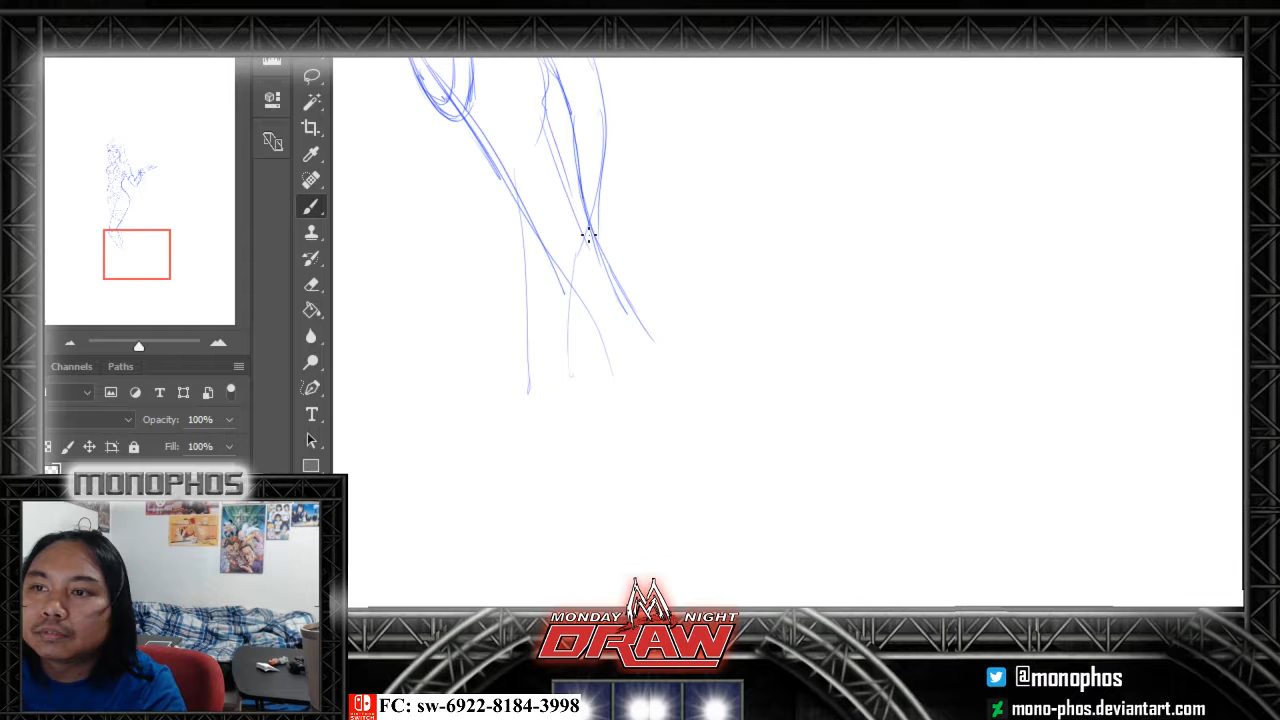 Channels Paths
Opacity: 100%
Fill: 100%
MONOPHOS
MONDAY NIGHT
DRAW
FC: sw-6922-8184-3998
@monophos
mono-phos.deviantart.com